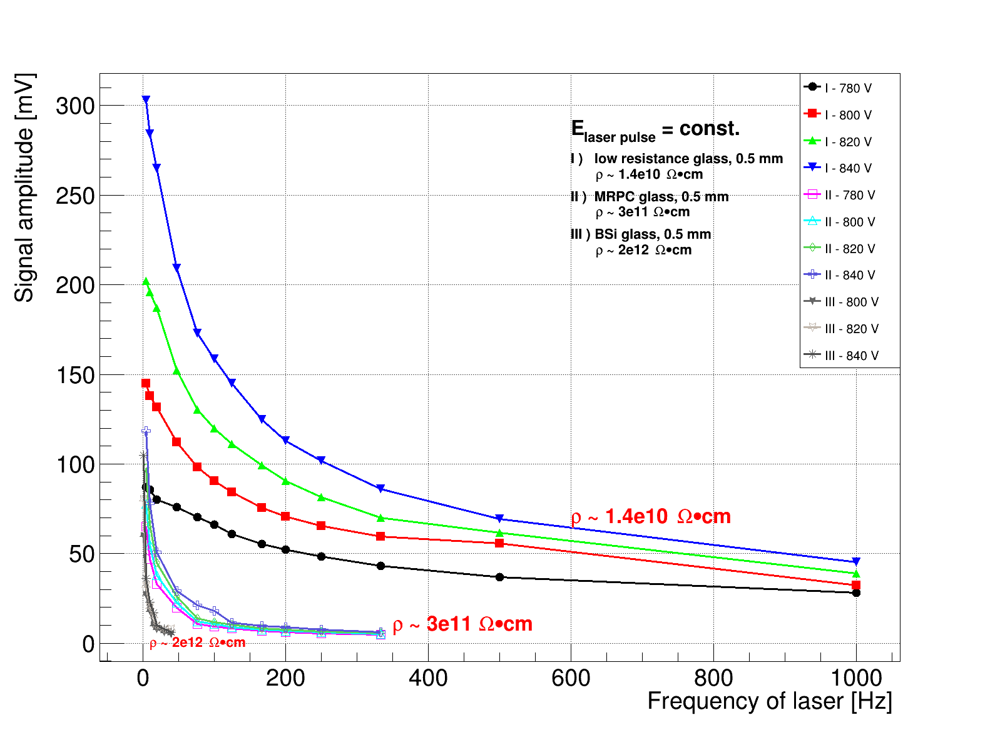 Signal amplitude [mV]
300
250
200
150
100
50
0
0 200 400 600 800 1000
Frequency of laser [Hz]
E laser pulse = const.
I ) low resistance glass, 0.5 mm
ρ ~ 1.4e10 Ω•cm
II ) MRPC glass, 0.5 mm
ρ ~ 3e11 Ω•cm
III ) BSi glass, 0.5 mm
ρ ~ 2e12 Ω•cm
I - 780 V
I - 800 V
I - 820 V
I - 840 V
II - 780 V
II - 800 V
II - 820 V
II - 840 V
III - 800 V
III - 820 V
III - 840 V
ρ ~ 1.4e10 Ω•cm
ρ ~ 3e11 Ω•cm
ρ ~ 2e12 Ω•cm